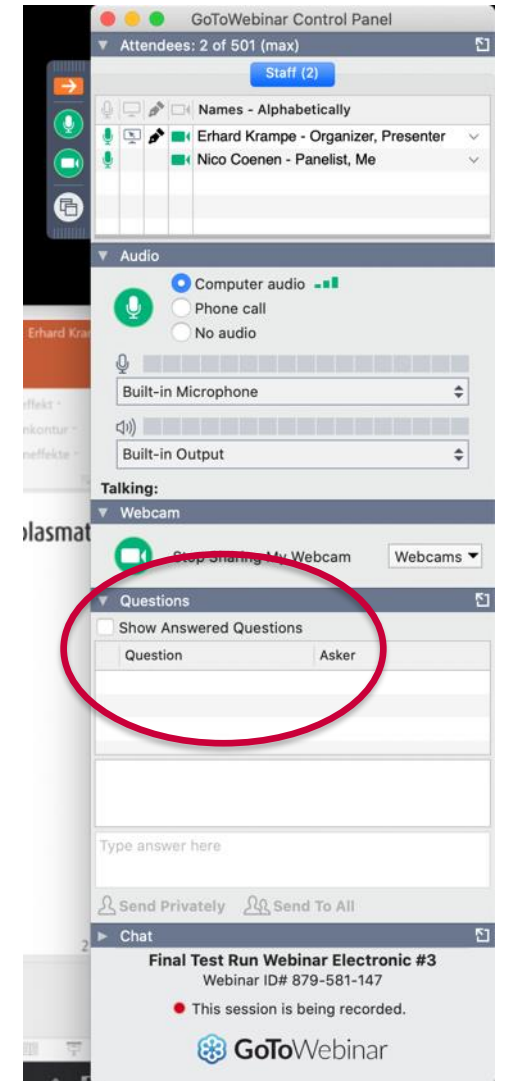 GoToWebinar Control Panel
Attendees: 2 of 501 (max)
Staff (2)
Names - Alphabetically
Erhard Krampe - Organizer, Presenter
Nico Coenen - Panelist, Me
Audio
Computer audio
Phone call
No audio
Erhard Kra
Built-in Microphone
Built-in Output
Talking:
Webcam
plasmat
Stop Sharing My Webcam
Webcams
Questions
Show Answered Questions
Question Asker
Type answer here
Send Privately Send To All
Chat
2
Final Test Run Webinar Electronic #3
Webinar ID# 879-581-147
This session is being recorded.
GoToWebinar